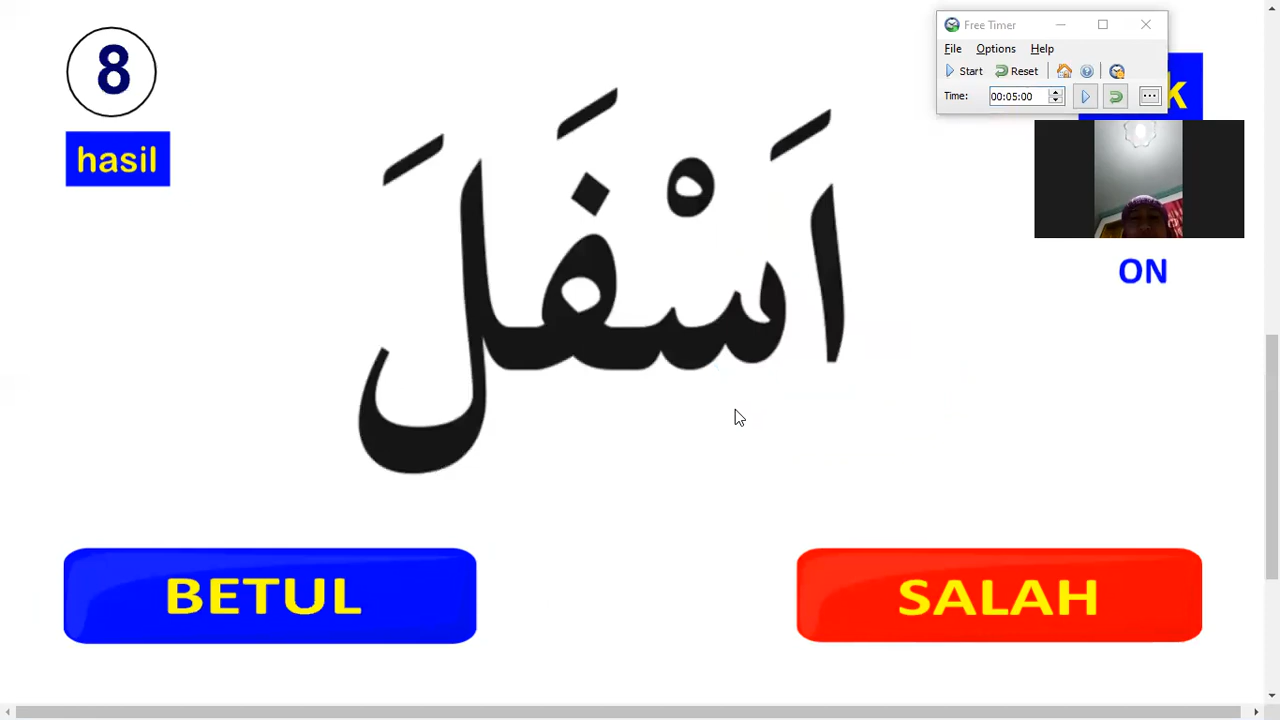 8
hasil
اَسْفَلَ
Free Timer
File Options Help
Start Reset
Time: 00:05:00
k
ON
BETUL
SALAH